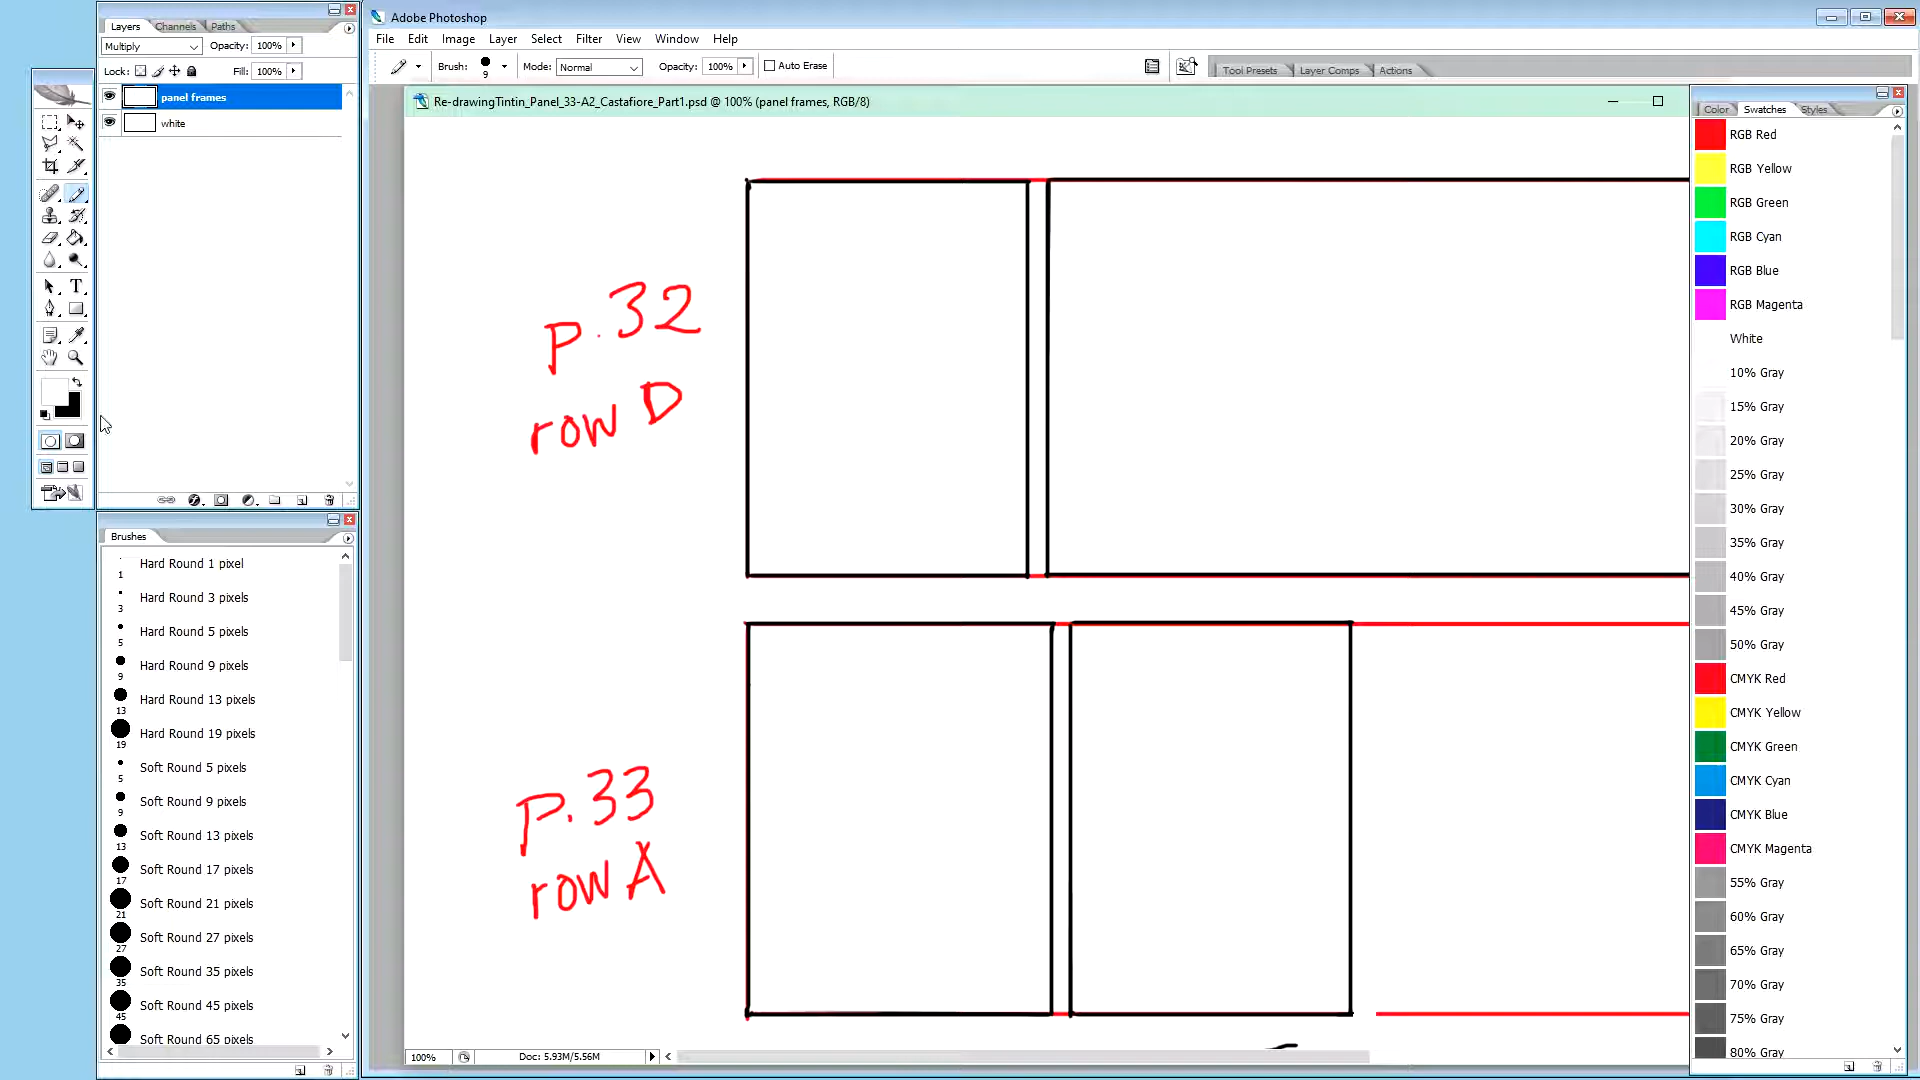 Adobe Photoshop
File Edit Image Layer Select Filter View Window Help
Brush: 9 Mode: Normal Opacity: 100% Auto Erase
Tool Presets Layer Comps Actions
Layers Channels Paths
Multiply Opacity: 100%
Lock: Fill: 100%
panel frames
white
Brushes
1 Hard Round 1 pixel
3 Hard Round 3 pixels
5 Hard Round 5 pixels
9 Hard Round 9 pixels
13 Hard Round 13 pixels
19 Hard Round 19 pixels
5 Soft Round 5 pixels
9 Soft Round 9 pixels
13 Soft Round 13 pixels
17 Soft Round 17 pixels
21 Soft Round 21 pixels
27 Soft Round 27 pixels
35 Soft Round 35 pixels
45 Soft Round 45 pixels
Soft Round 65 pixels
Re-drawingTintin_Panel_33-A2_Castafiore_Part1.psd @ 100% (panel frames, RGB/8)
p. 32
row D
p. 33
row A
100% Doc: 5.93M/5.56M
Color Swatches Styles
RGB Red
RGB Yellow
RGB Green
RGB Cyan
RGB Blue
RGB Magenta
White
10% Gray
15% Gray
20% Gray
25% Gray
30% Gray
35% Gray
40% Gray
45% Gray
50% Gray
CMYK Red
CMYK Yellow
CMYK Green
CMYK Cyan
CMYK Blue
CMYK Magenta
55% Gray
60% Gray
65% Gray
70% Gray
75% Gray
80% Gray